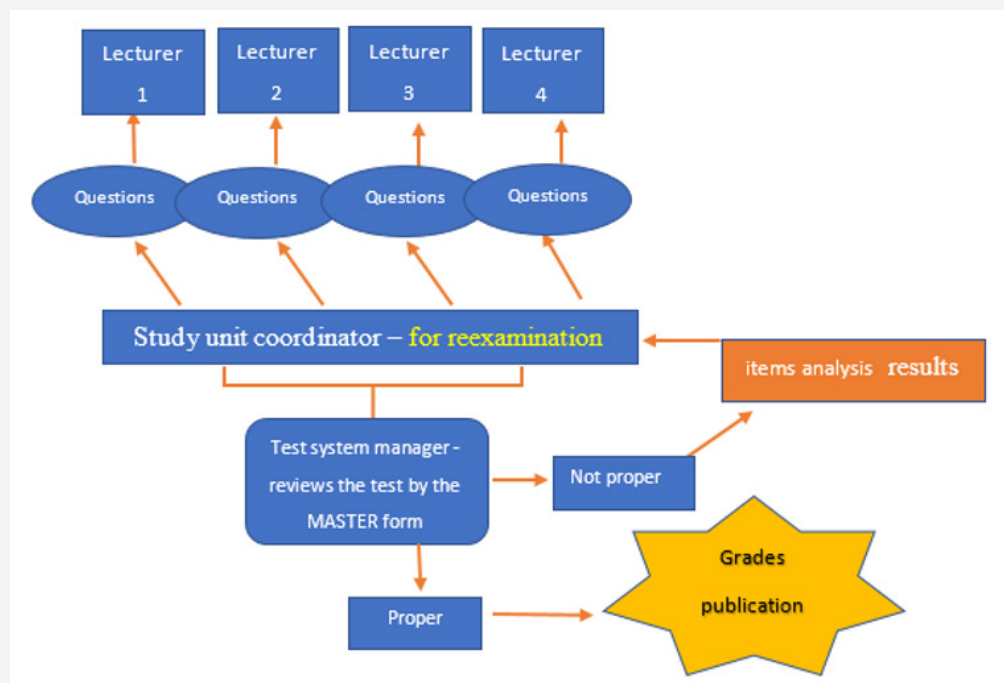 Lecturer
1
Lecturer
2
Lecturer
3
Lecturer
4
Questions
Questions
Questions
Questions
Study unit coordinator – for reexamination
items analysis results
Test system manager -
reviews the test by the
MASTER form
Not proper
Grades
publication
Proper